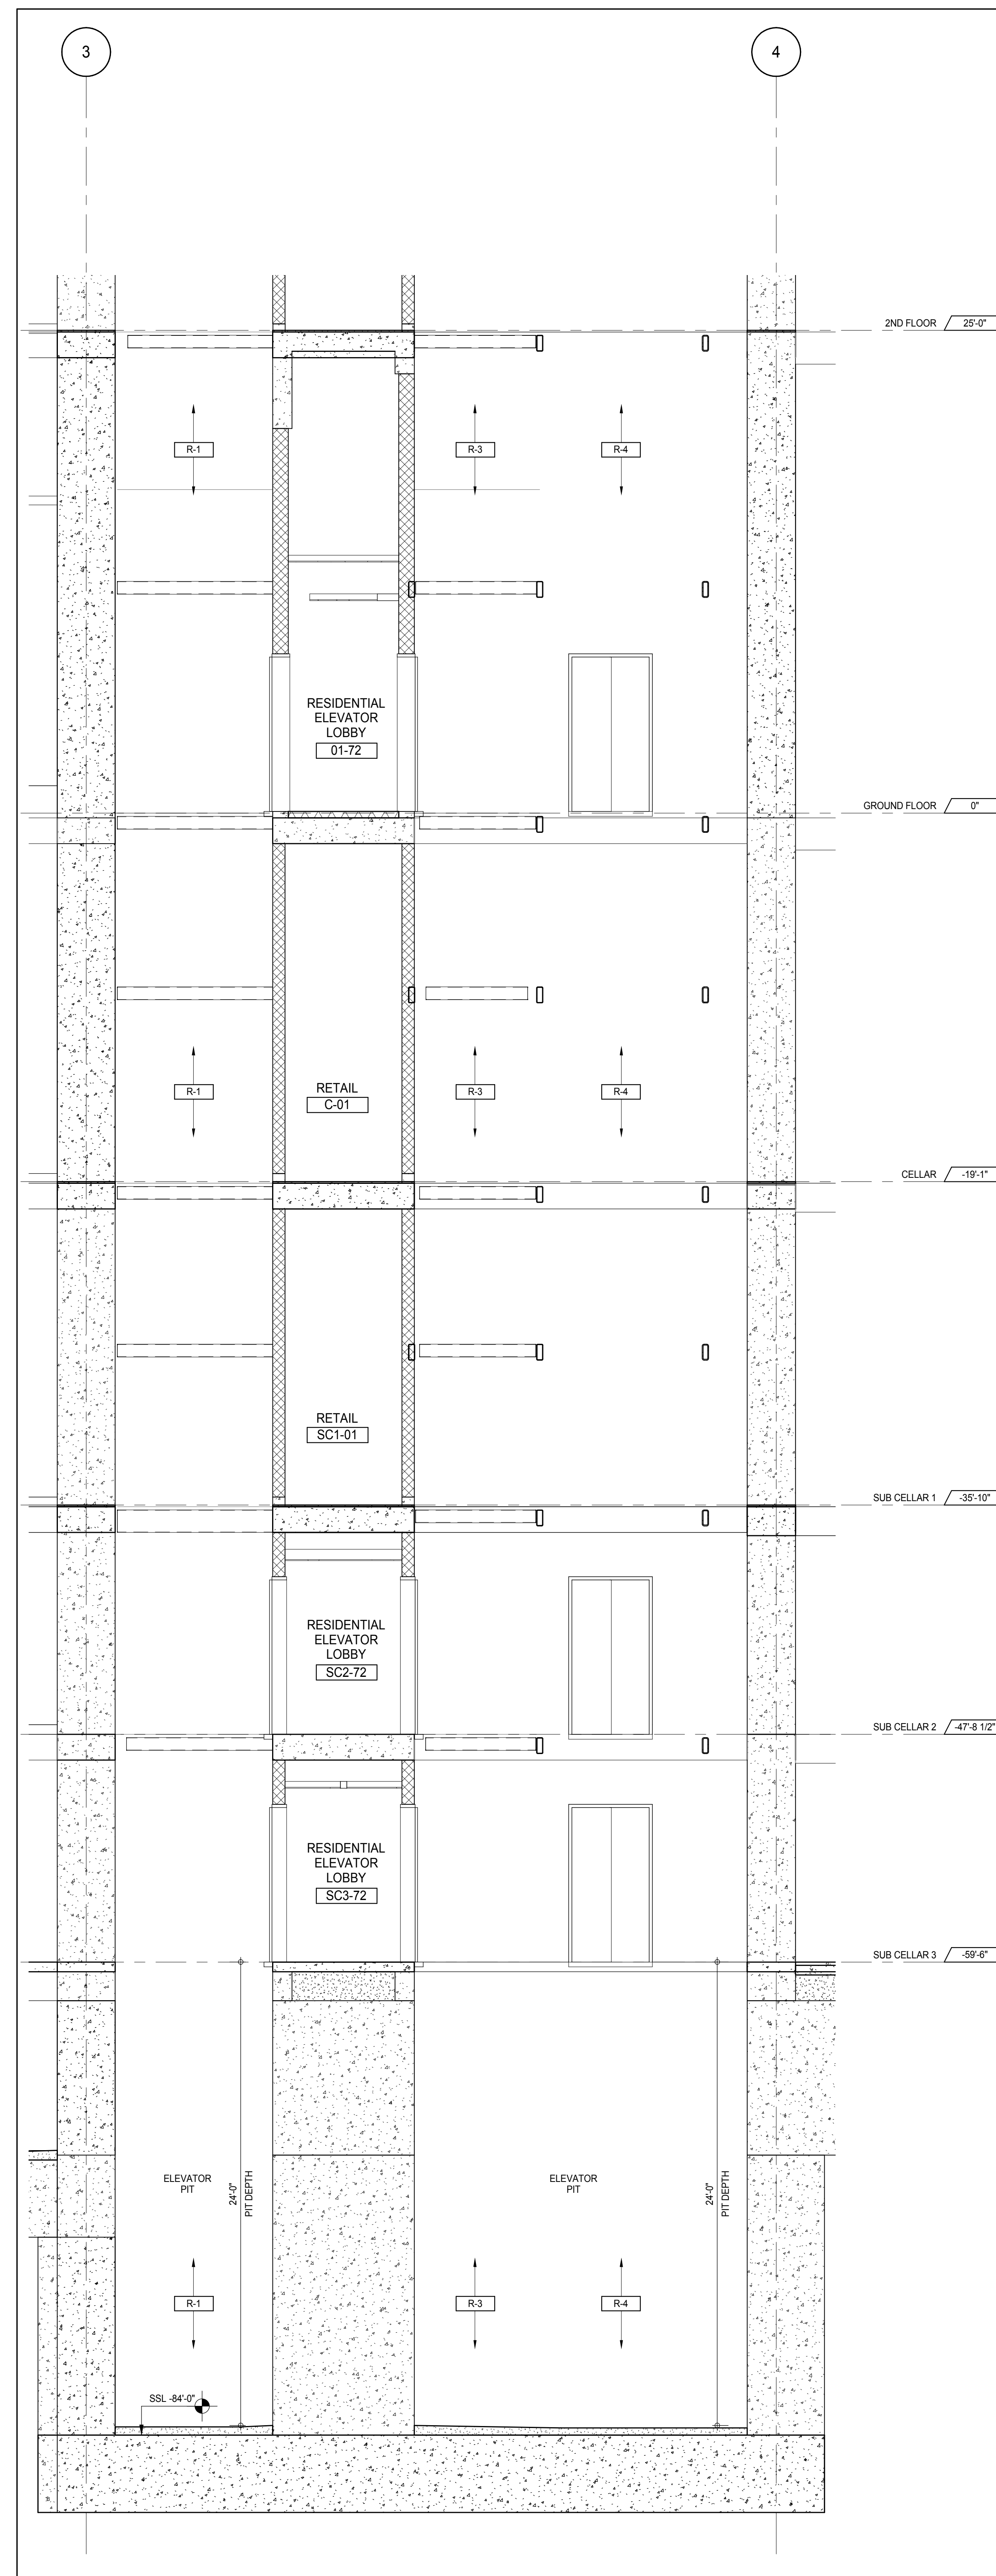 3
4
2ND FLOOR 25'-0"
R-1
R-3
R-4
RESIDENTIAL
ELEVATOR
LOBBY
01-72
GROUND FLOOR 0"
RETAIL
C-01
R-1
R-3
R-4
CELLAR -19'-1"
RETAIL
SC1-01
SUB CELLAR 1 -35'-10"
RESIDENTIAL
ELEVATOR
LOBBY
SC2-72
SUB CELLAR 2 -47'-8 1/2"
RESIDENTIAL
ELEVATOR
LOBBY
SC3-72
SUB CELLAR 3 -59'-6"
ELEVATOR
PIT
24'-0"
PIT DEPTH
ELEVATOR
PIT
24'-0"
PIT DEPTH
R-1
R-3
R-4
SSL -84'-0"